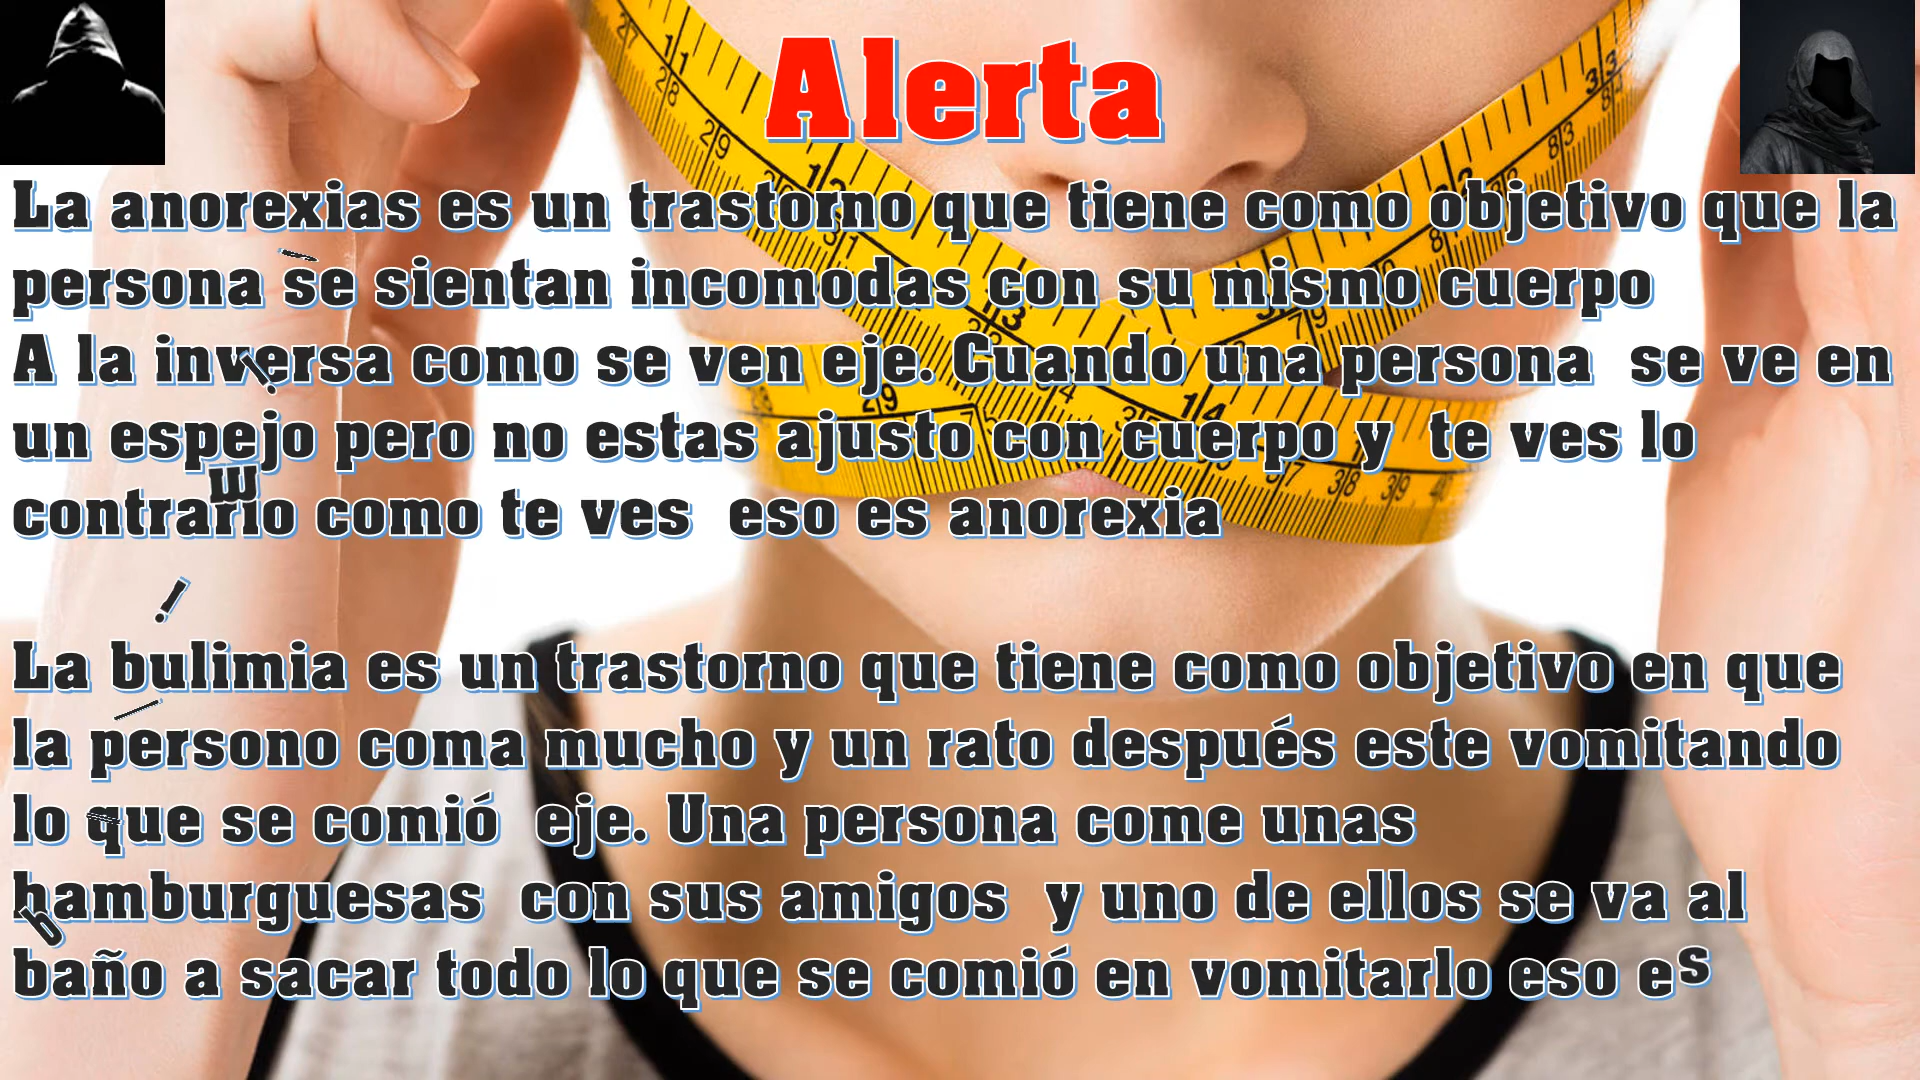 Alerta
La anorexias es un trastorno que tiene como objetivo que la
persona se sientan incomodas con su mismo cuerpo
A la inversa como se ven eje. Cuando una persona se ve en
un espejo pero no estas ajusto con cuerpo y te ves lo
contrario como te ves eso es anorexia
La bulimia es un trastorno que tiene como objetivo en que
la persono coma mucho y un rato después este vomitando
lo que se comió eje. Una persona come unas
hamburguesas con sus amigos y uno de ellos se va al
baño a sacar todo lo que se comió en vomitarlo eso es